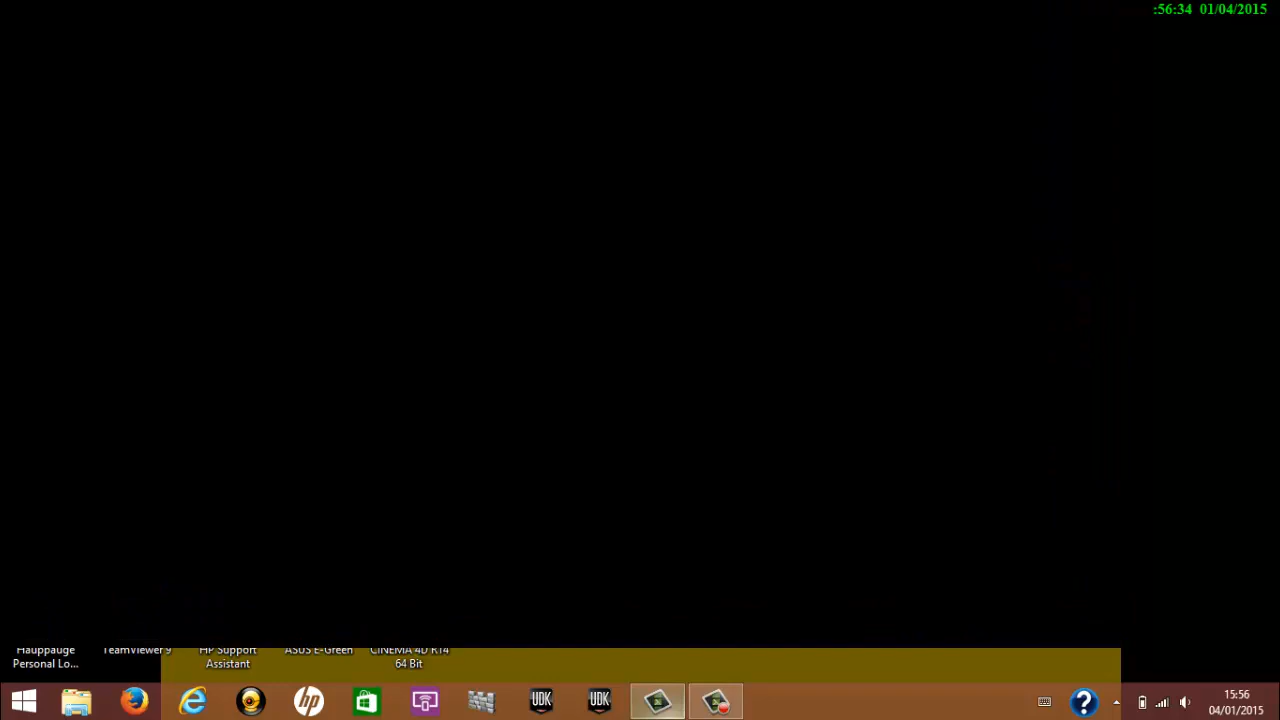 :56:34 01/04/2015
Hauppauge
Personal Lo...
TeamViewer 9
HP Support
Assistant
ASUS E-Green
CINEMA 4D R14
64 Bit
hp
UDK
UDK
?
15:56
04/01/2015